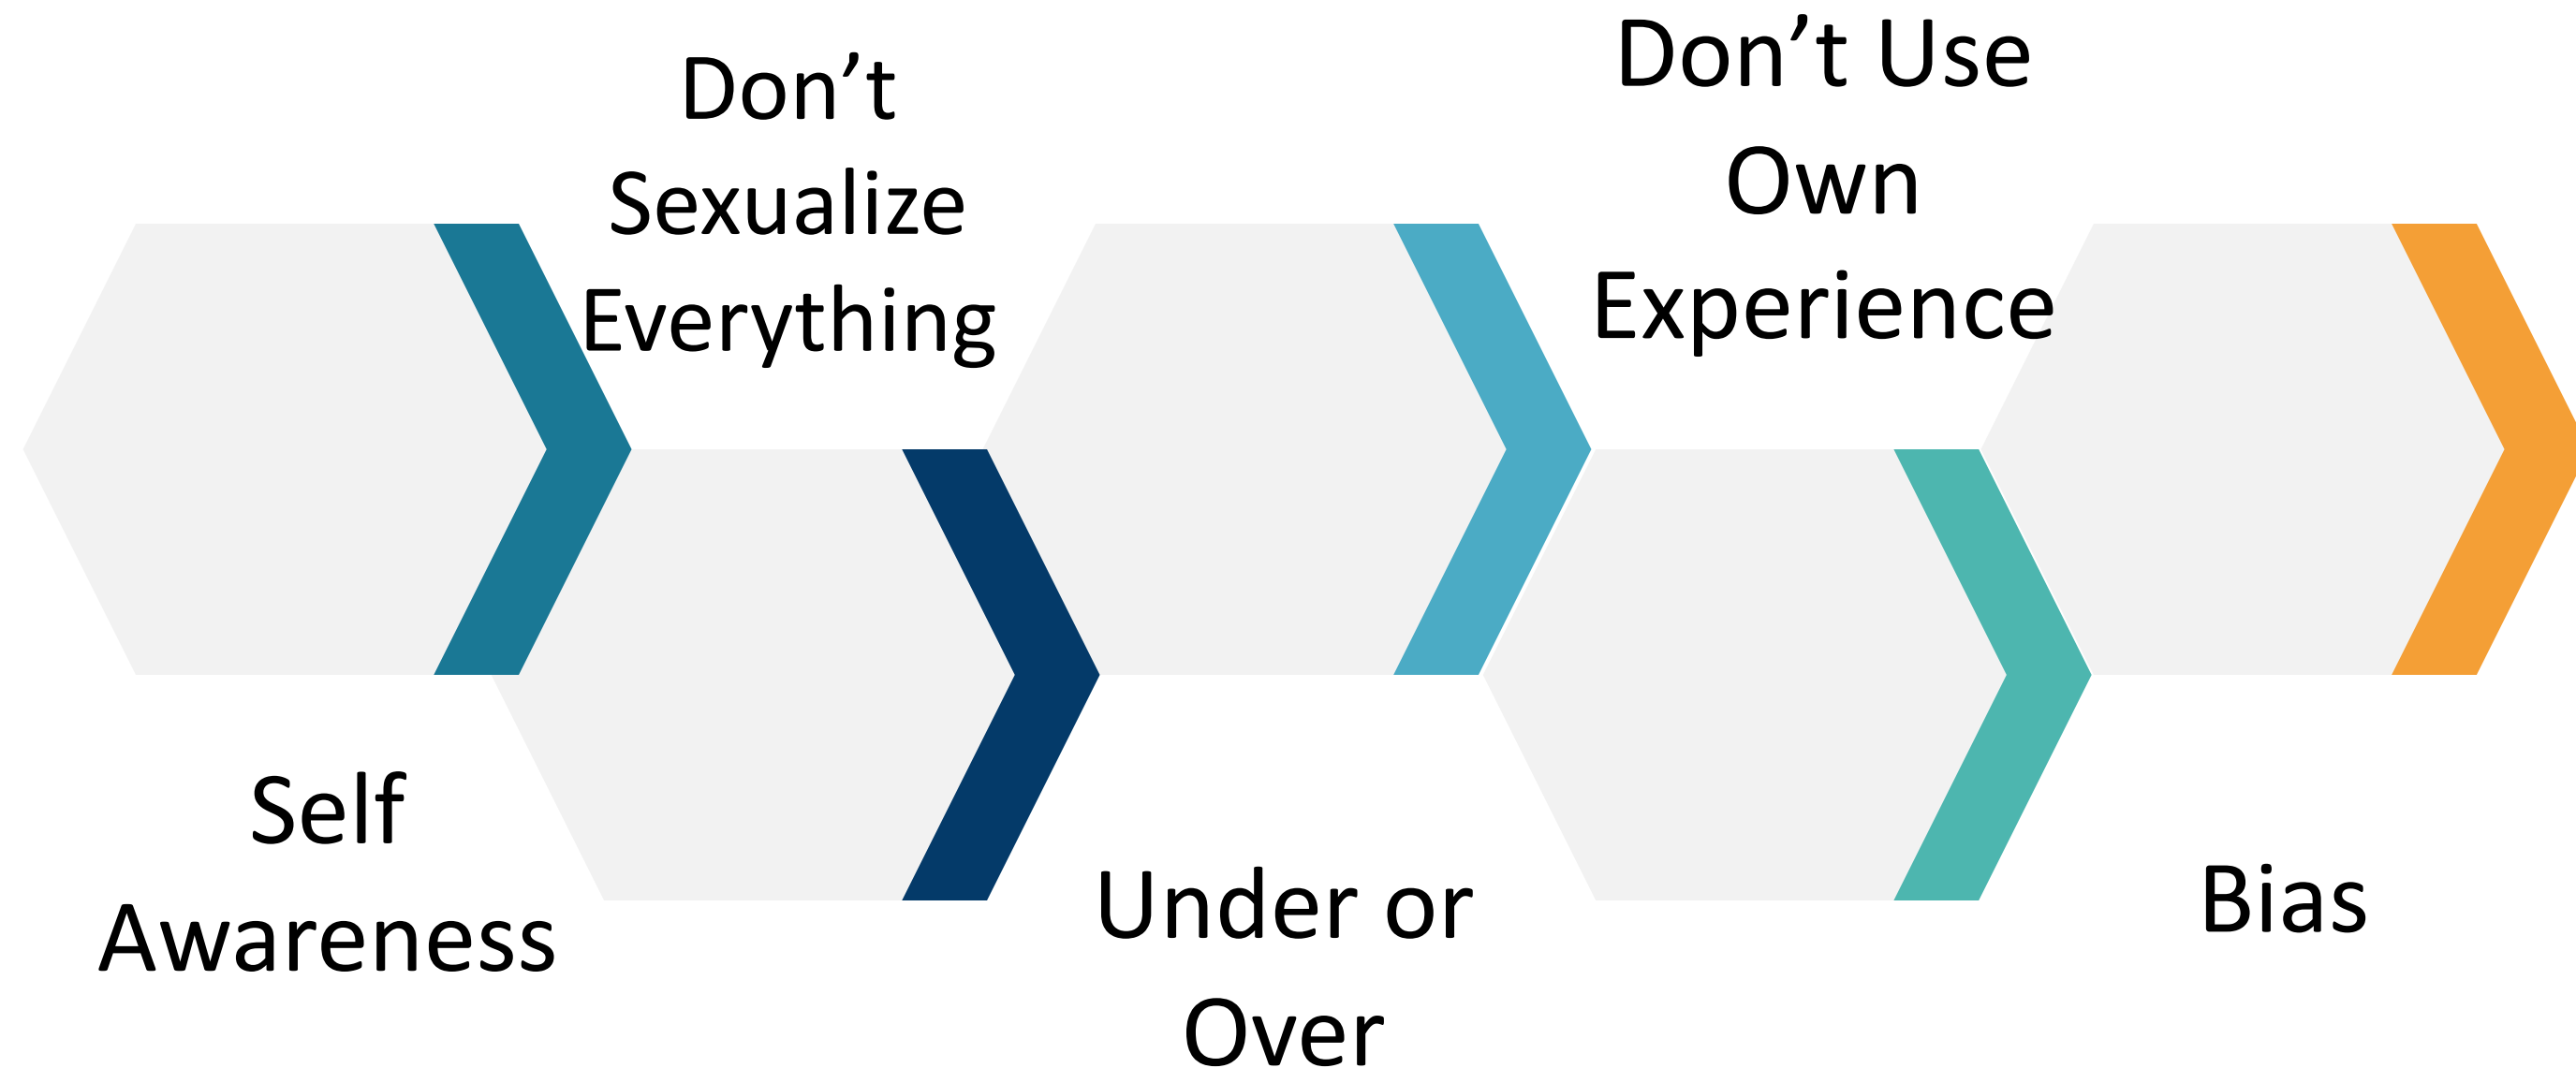 Self
Awareness
Don’t
Sexualize
Everything
Under or
Over
Don’t Use
Own
Experience
Bias